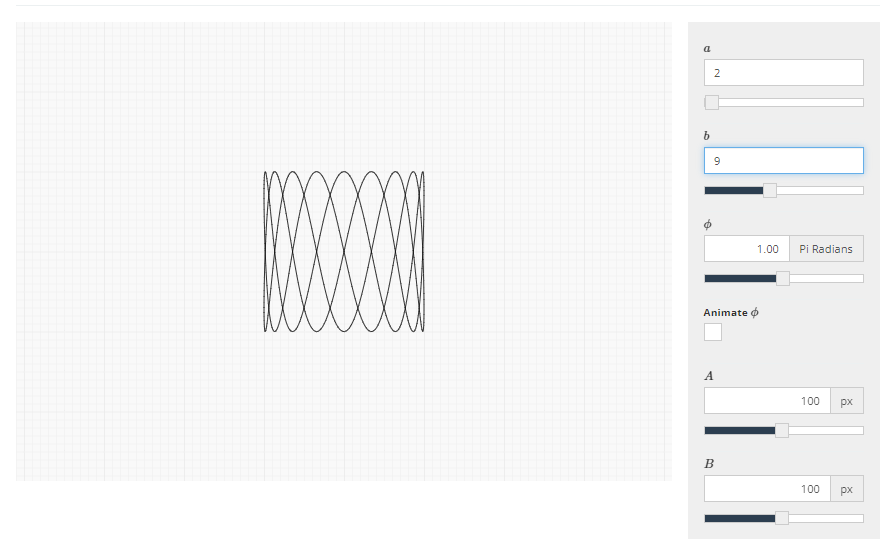 a
2
b
9
ϕ
1.00 Pi Radians
Animate ϕ
A
100 px
B
100 px